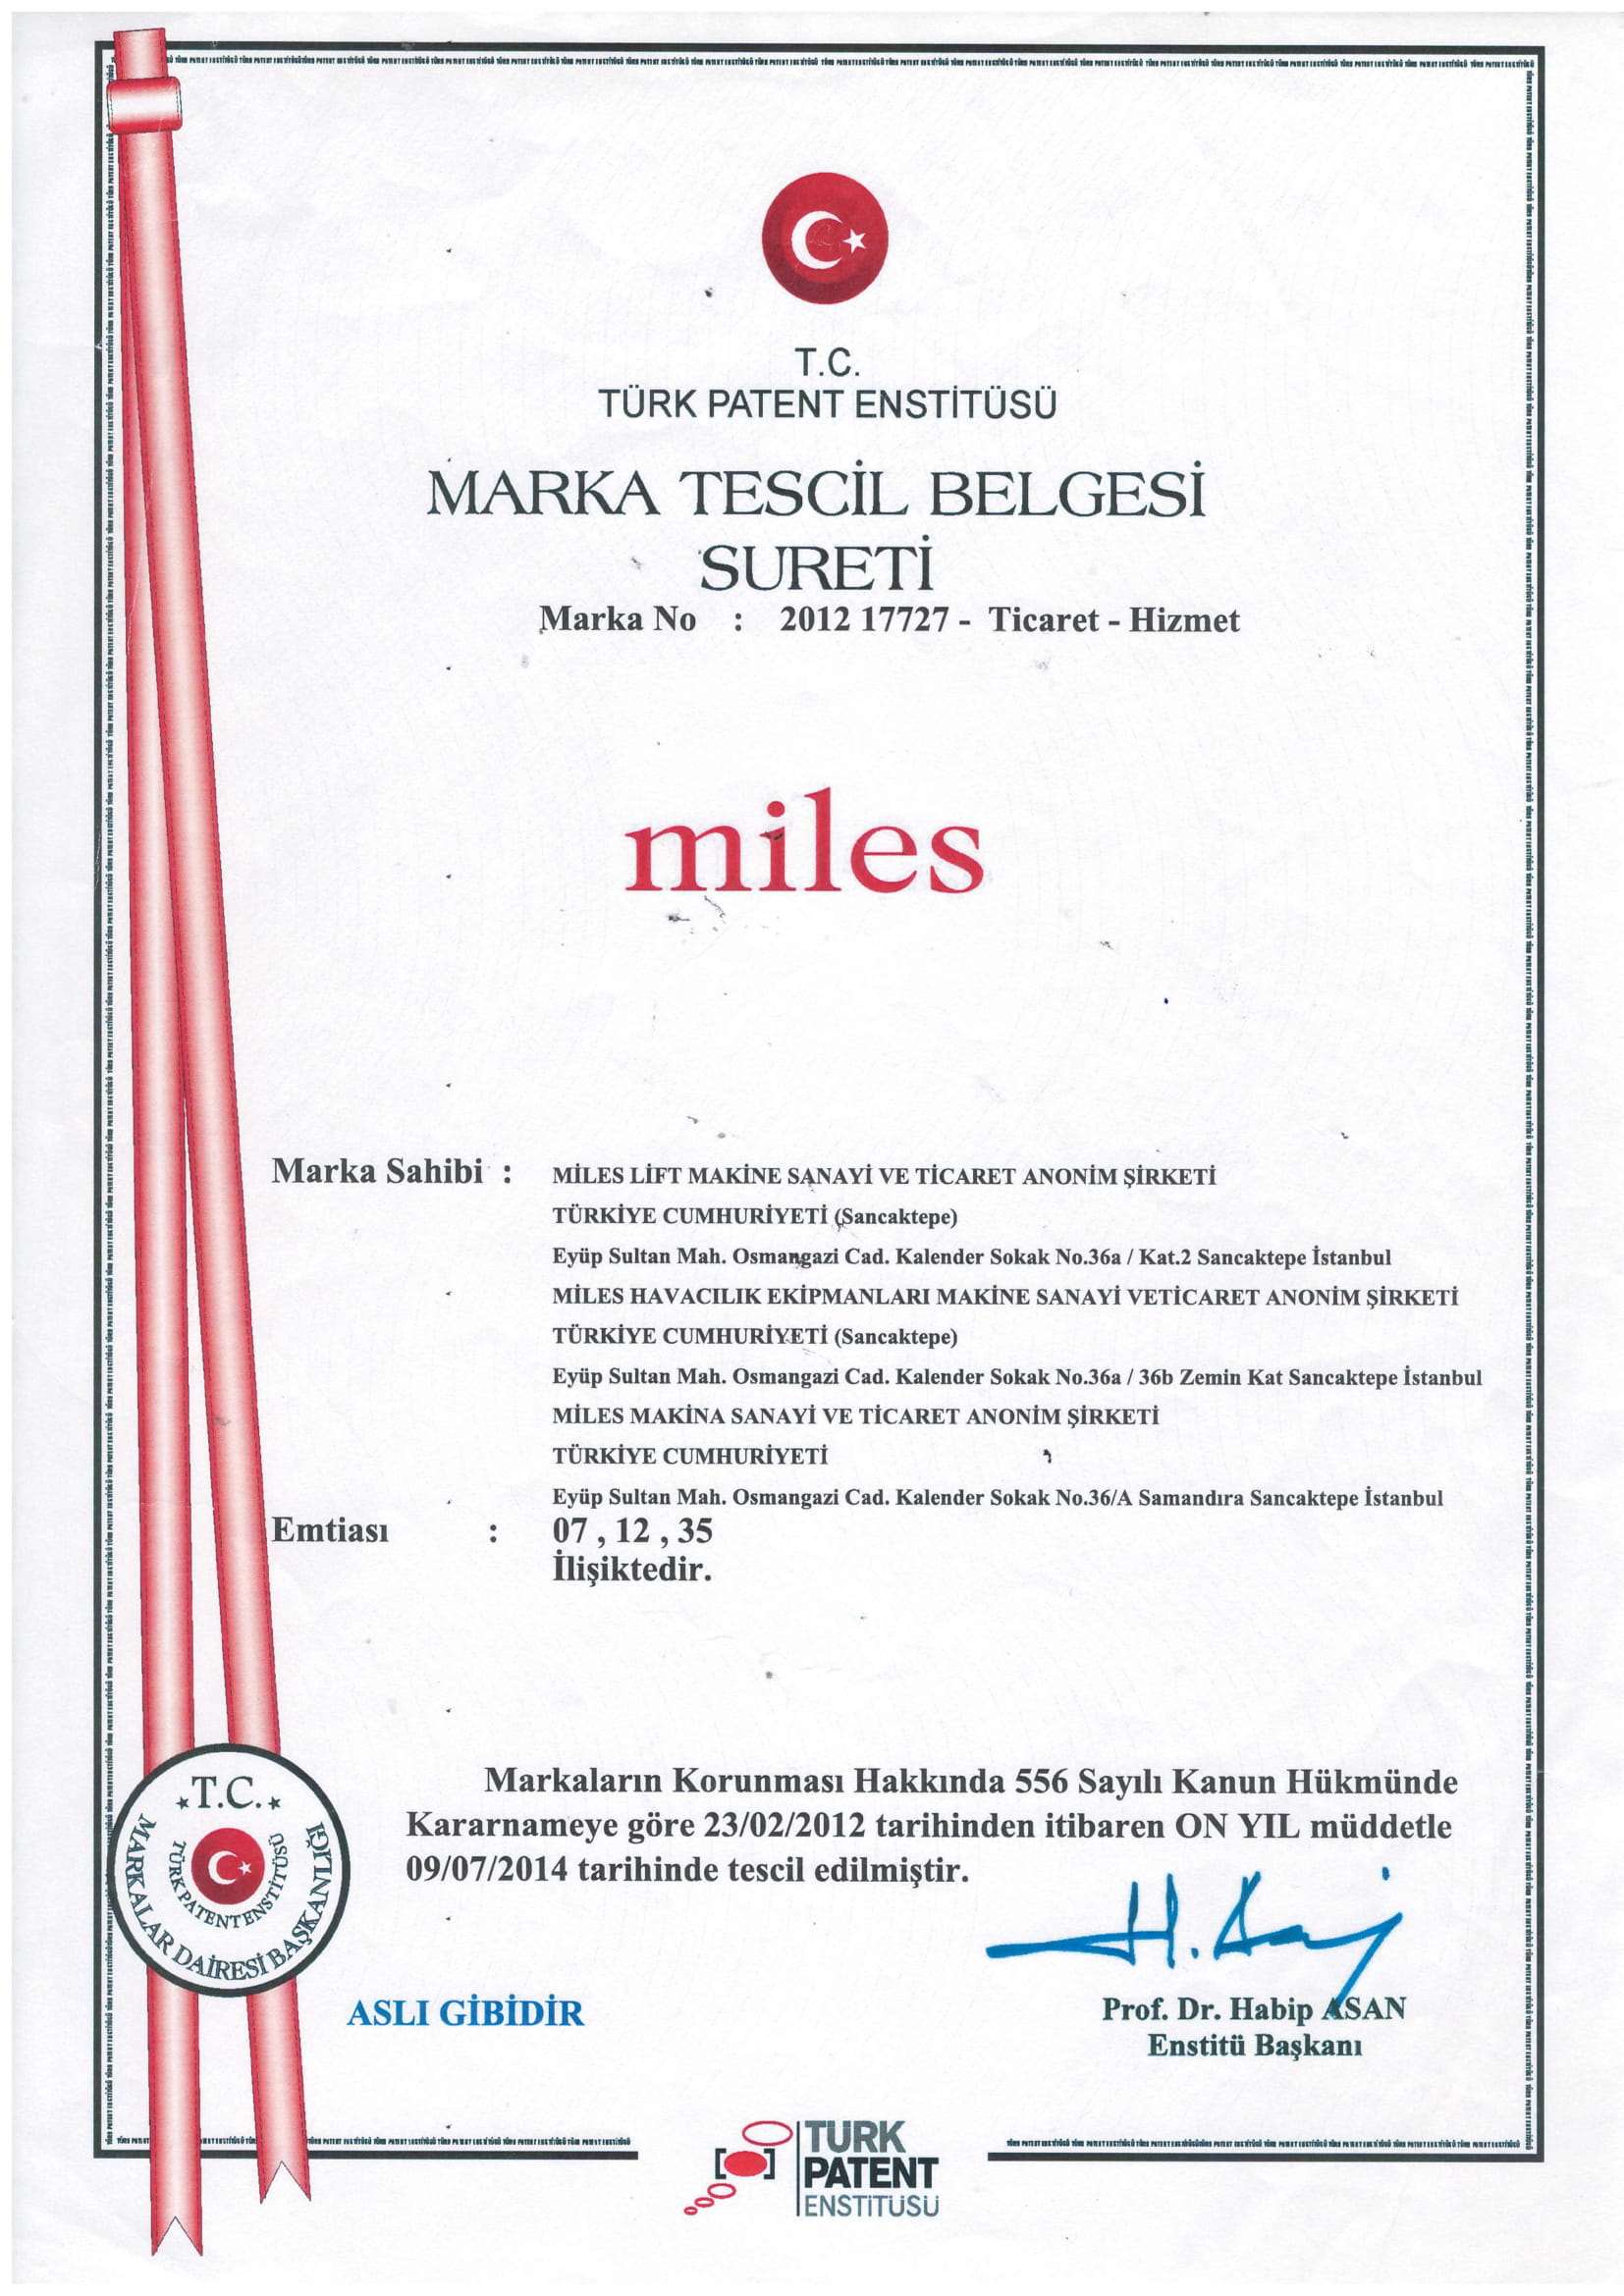 T.C.
TÜRK PATENT ENSTİTÜSÜ
MARKA TESCİL BELGESİ
SURETİ
Marka No : 2012 17727 - Ticaret - Hizmet
miles
Marka Sahibi : MİLES LİFT MAKİNE SANAYİ VE TİCARET ANONİM ŞİRKETİ
TÜRKİYE CUMHURİYETİ (Sancaktepe)
Eyüp Sultan Mah. Osmangazi Cad. Kalender Sokak No.36a / Kat.2 Sancaktepe İstanbul
MİLES HAVACILIK EKİPMANLARI MAKİNE SANAYİ VETİCARET ANONİM ŞİRKETİ
TÜRKİYE CUMHURİYETİ (Sancaktepe)
Eyüp Sultan Mah. Osmangazi Cad. Kalender Sokak No.36a / 36b Zemin Kat Sancaktepe İstanbul
MİLES MAKİNA SANAYİ VE TİCARET ANONİM ŞİRKETİ
TÜRKİYE CUMHURİYETİ
Eyüp Sultan Mah. Osmangazi Cad. Kalender Sokak No.36/A Samandıra Sancaktepe İstanbul
Emtiası : 07 , 12 , 35
İlişiktedir.
Markaların Korunması Hakkında 556 Sayılı Kanun Hükmünde
Kararnameye göre 23/02/2012 tarihinden itibaren ON YIL müddetle
09/07/2014 tarihinde tescil edilmiştir.
T.C.
TÜRK PATENT ENSTİTÜSÜ
MARKALAR DAİRESİ BAŞKANLIĞI
ASLI GİBİDİR
Prof. Dr. Habip ASAN
Enstitü Başkanı
TURK
PATENT
ENSTITUSU